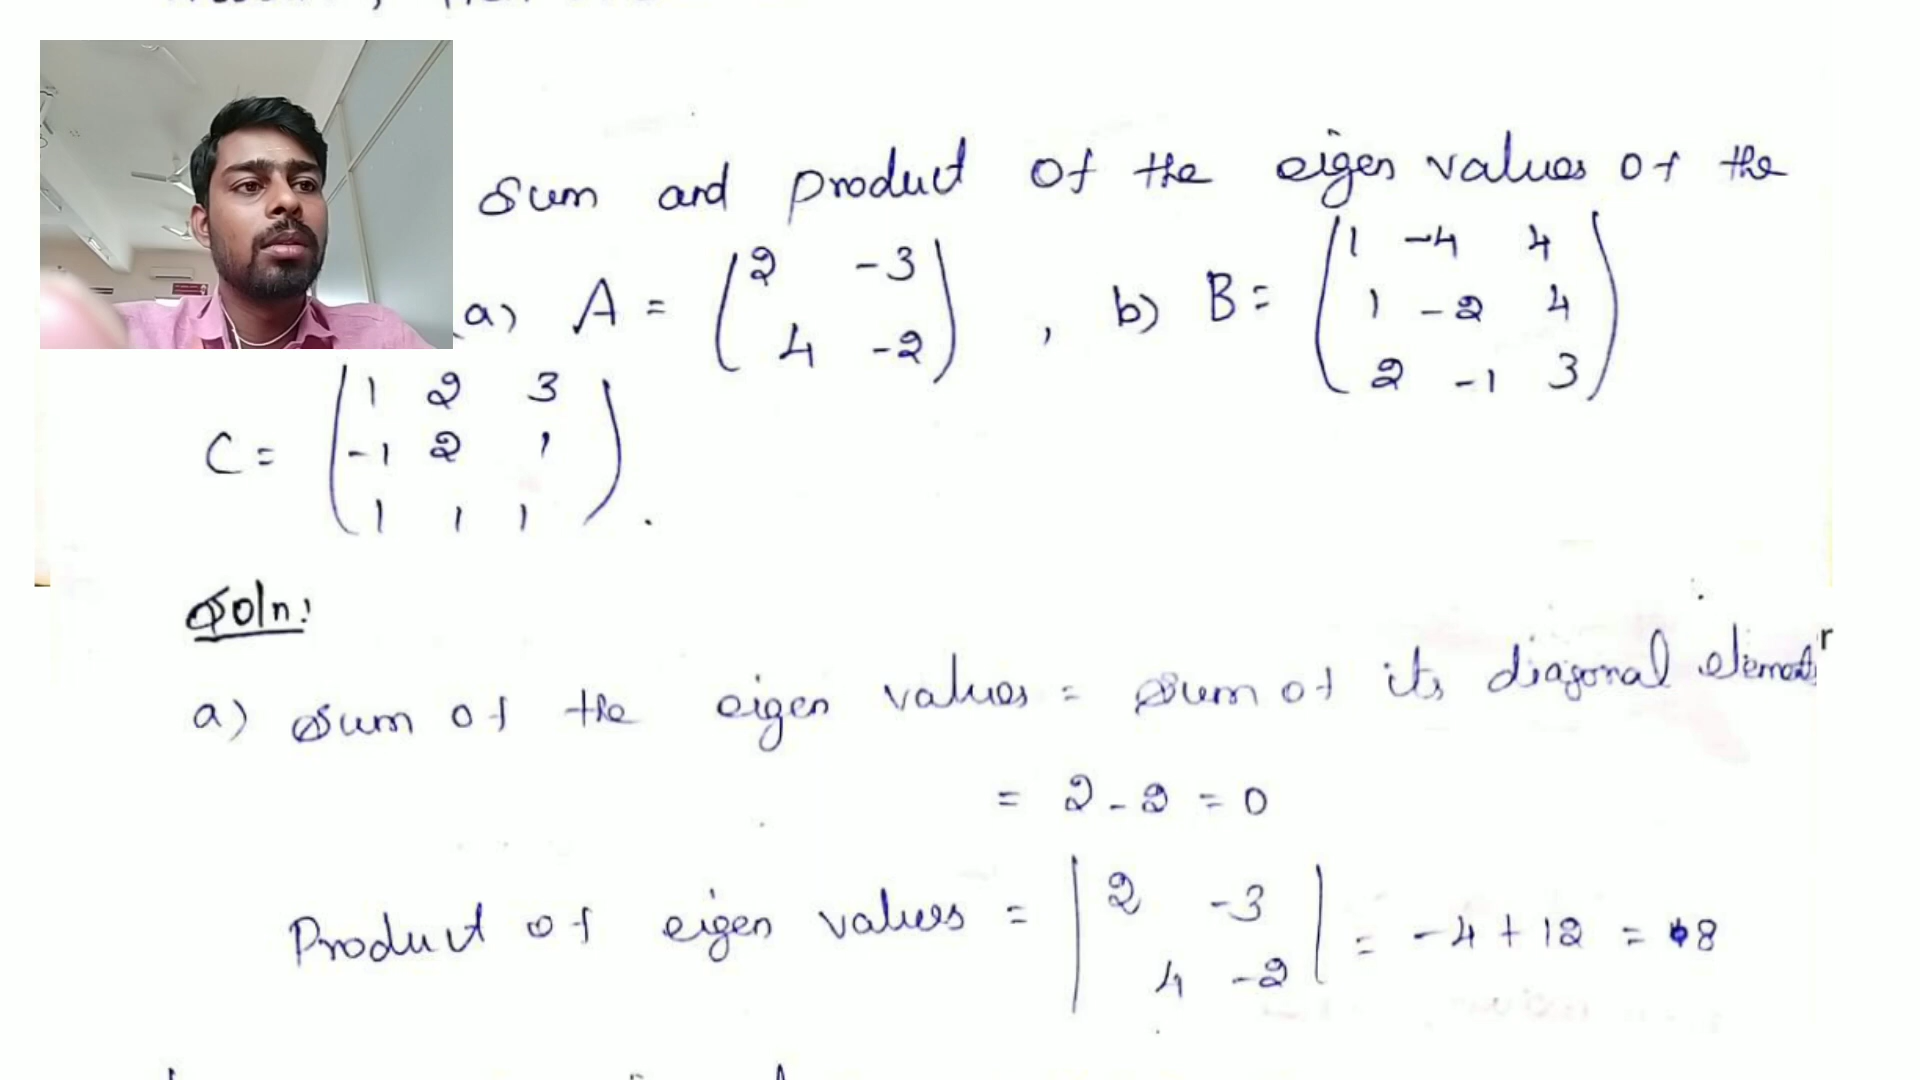 Sum and product of the eigen values of the
(a) A = ( 2 -3 4 -2 ) , b) B = ( 1 -4 4 1 -2 4 2 -1 3 )
C = ( 1 2 3 -1 2 1 1 1 1 ) .
Soln:
a) Sum of the eigen values = Sum of its diagonal elements
= 2 - 2 = 0
Product of eigen values = | 2 -3 4 -2 | = -4 + 12 = 8